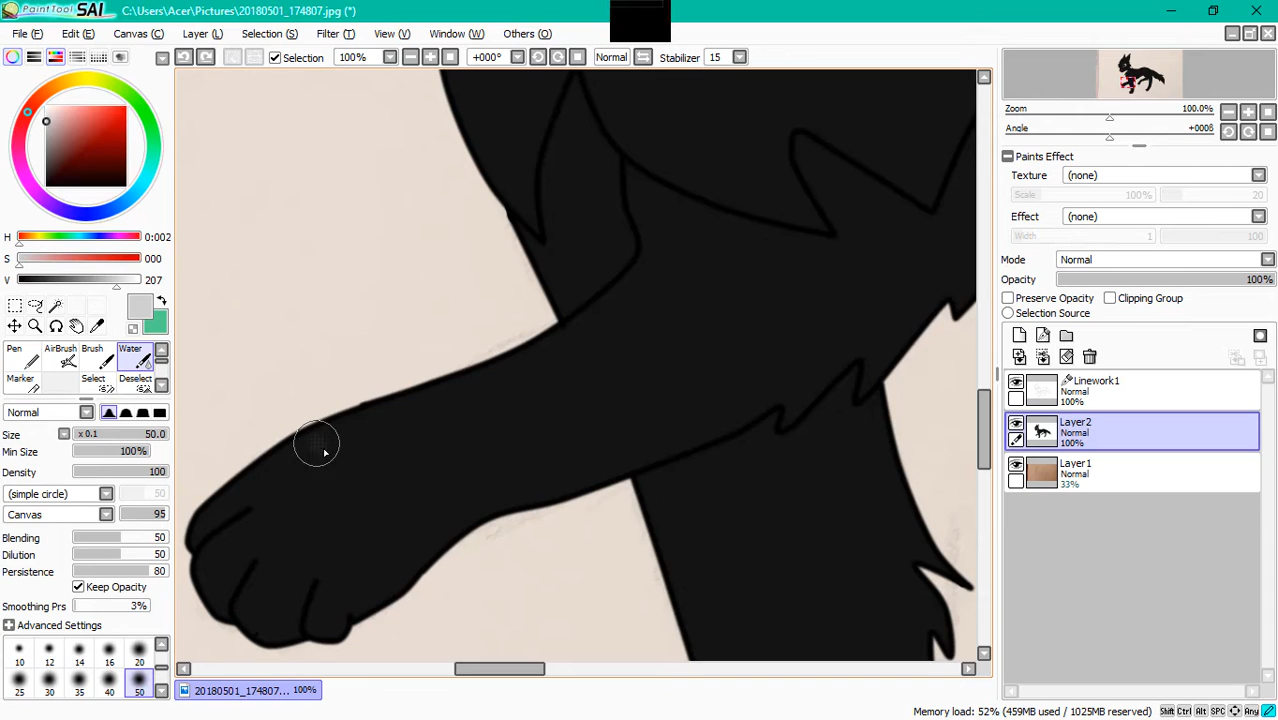 PaintTool SAI C:\Users\Acer\Pictures\20180501_174807.jpg (*)
File (F) Edit (E) Canvas (C) Layer (L) Selection (S) Filter (T) View (V) Window (W) Others (O)
Selection 100% +000° Normal Stabilizer 15
Zoom 100.0%
Angle +000ß
Paints Effect
Texture (none)
Scale 100% 20
Effect (none)
Width 1 100
Mode Normal
Opacity 100%
Preserve Opacity Clipping Group
Selection Source
Linework1
Normal
100%
Layer2
Normal
100%
Layer1
Normal
33%
H 0:002
S 000
V 207
Pen AirBrush Brush Water
Marker Select Deselect
Normal
Size x 0.1 50.0
Min Size 100%
Density 100
(simple circle) 50
Canvas 95
Blending 50
Dilution 50
Persistence 80
Keep Opacity
Smoothing Prs 3%
Advanced Settings
10 12 14 16 20
25 30 35 40 50
20180501_174807... 100%
Memory load: 52% (459MB used / 1025MB reserved) Shift Ctrl Alt SPC Any